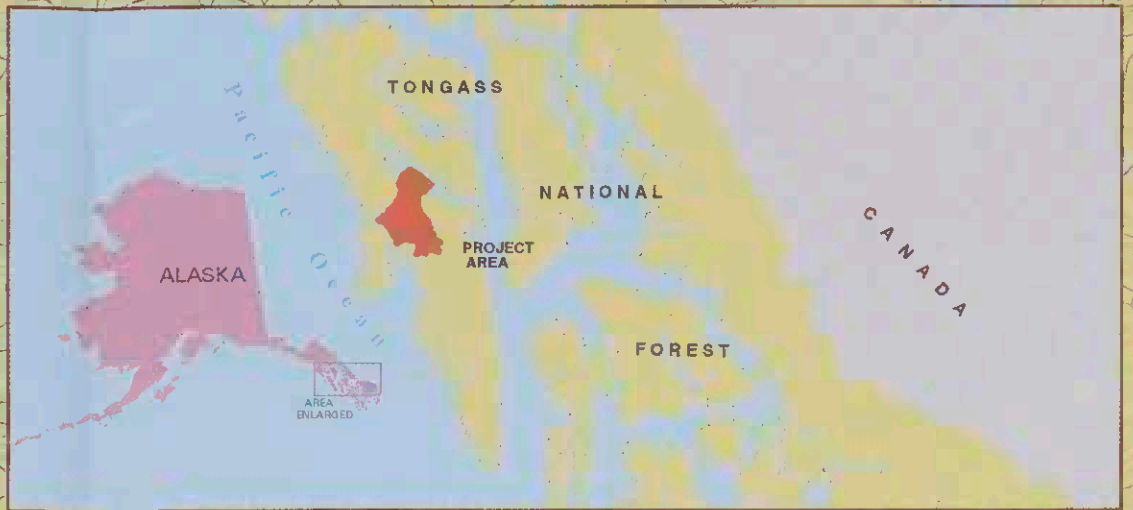 TONGASS
Pacific Ocean
NATIONAL
CANADA
PROJECT
AREA
ALASKA
FOREST
AREA
ENLARGED